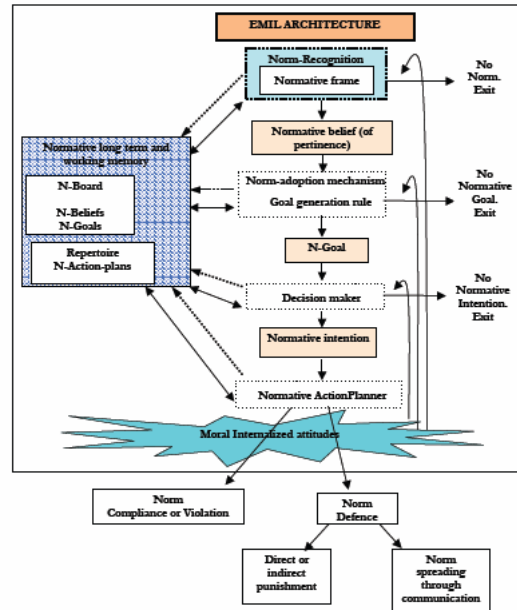 EMIL ARCHITECTURE
Norm-Recognition
Normative frame
No
Norm.
Exit
Normative belief (of
pertinence)
Normative long term and
working memory
N-Board
N-Beliefs
N-Goals
Repertoire
N-Action-plans
Norm-adoption mechanism
Goal generation rule
No
Normative
Goal.
Exit
N-Goal
Decision maker
No
Normative
Intention.
Exit
Normative intention
Normative ActionPlanner
Moral Internalized attitudes
Norm
Compliance or Violation
Norm
Defence
Direct or
indirect
punishment
Norm
spreading
through
communication